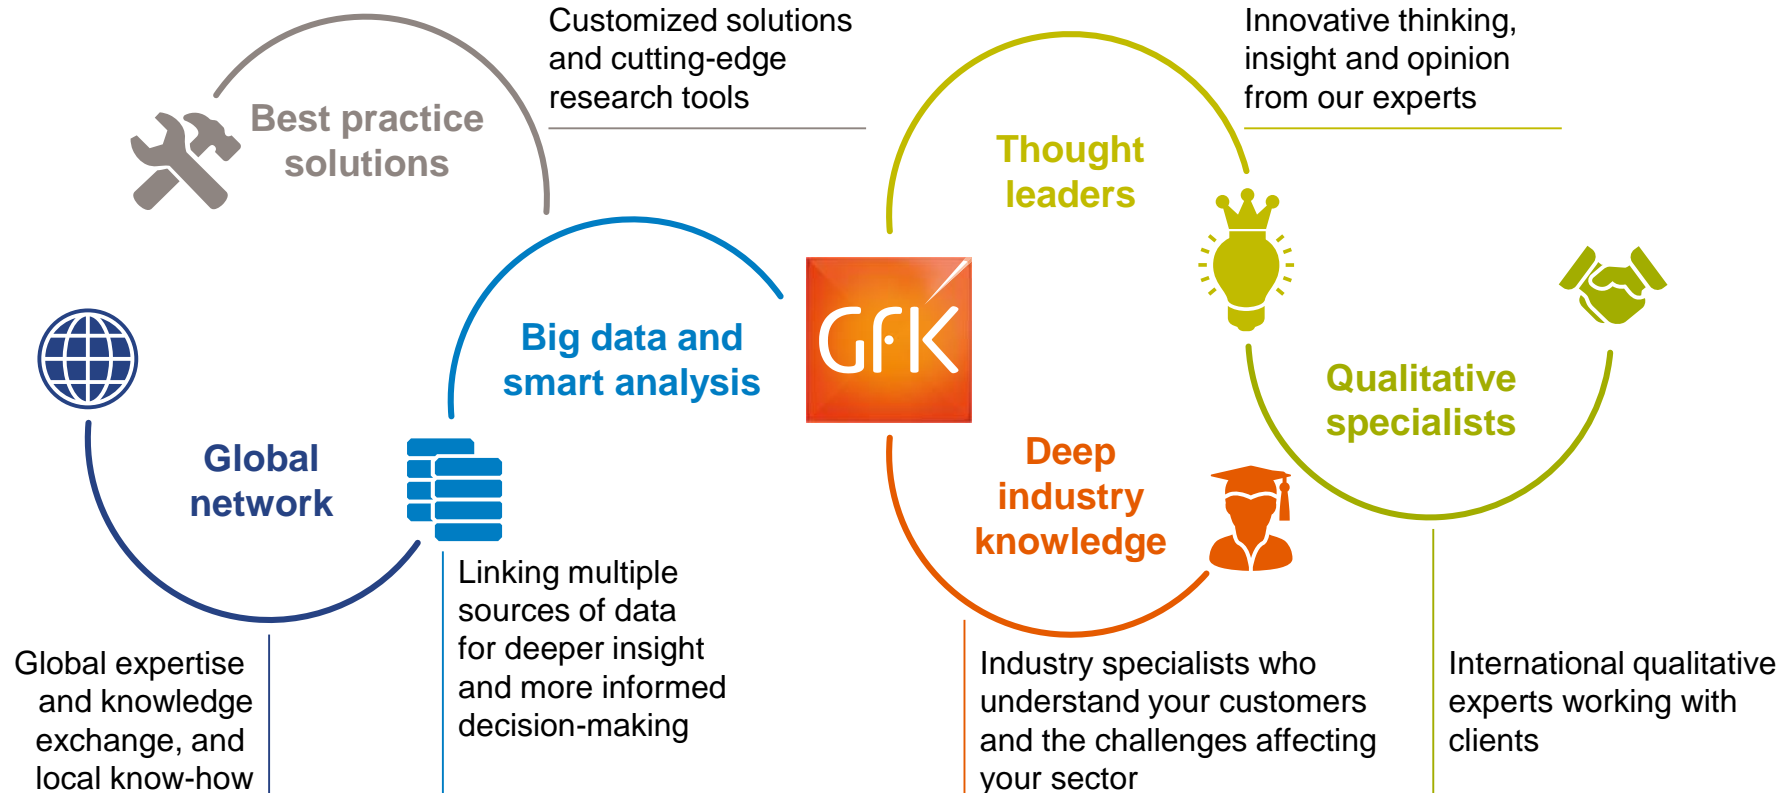 Customized solutions
and cutting-edge
research tools
Innovative thinking,
insight and opinion
from our experts
Best practice
solutions
Thought
leaders
Big data and
smart analysis
GfK
Qualitative
specialists
Global
network
Deep
industry
knowledge
Linking multiple
sources of data
for deeper insight
and more informed
decision-making
Global expertise
and knowledge
exchange, and
local know-how
Industry specialists who
understand your customers
and the challenges affecting
your sector
International qualitative
experts working with
clients